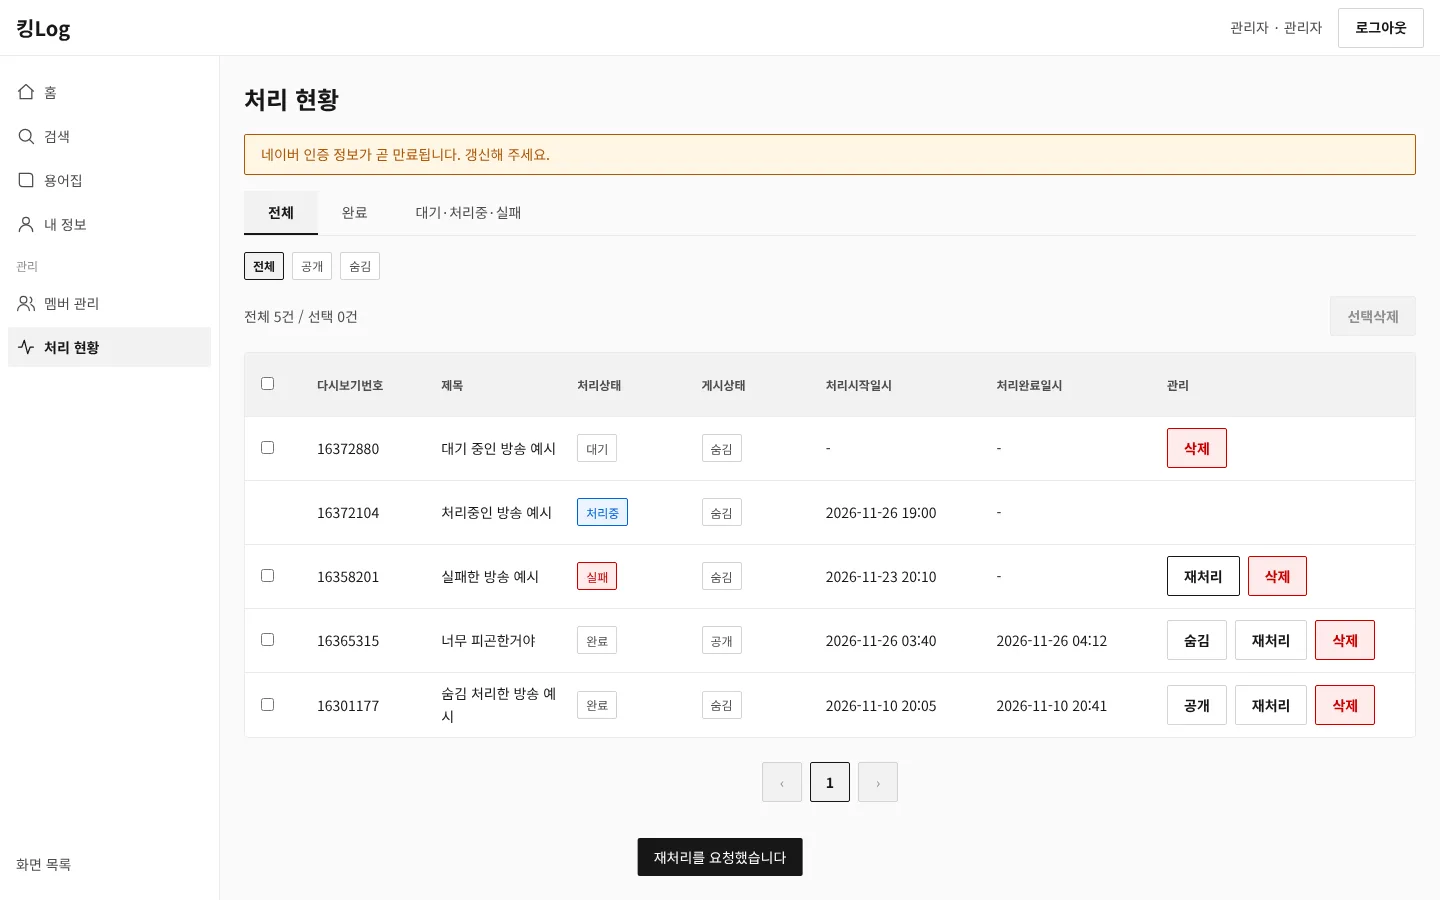 킹Log
관리자 · 관리자
로그아웃
홈
검색
용어집
내 정보
관리
멤버 관리
처리 현황
화면 목록
처리 현황
네이버 인증 정보가 곧 만료됩니다. 갱신해 주세요.
전체 완료 대기·처리중·실패
전체 공개 숨김
전체 5건 / 선택 0건
선택삭제
다시보기번호 제목 처리상태 게시상태 처리시작일시 처리완료일시 관리
16372880 대기 중인 방송 예시 대기 숨김 - - 삭제
16372104 처리중인 방송 예시 처리중 숨김 2026-11-26 19:00 -
16358201 실패한 방송 예시 실패 숨김 2026-11-23 20:10 - 재처리 삭제
16365315 너무 피곤한거야 완료 공개 2026-11-26 03:40 2026-11-26 04:12 숨김 재처리 삭제
16301177 숨김 처리한 방송 예
시 완료 숨김 2026-11-10 20:05 2026-11-10 20:41 공개 재처리 삭제
‹ 1 ›
재처리를 요청했습니다